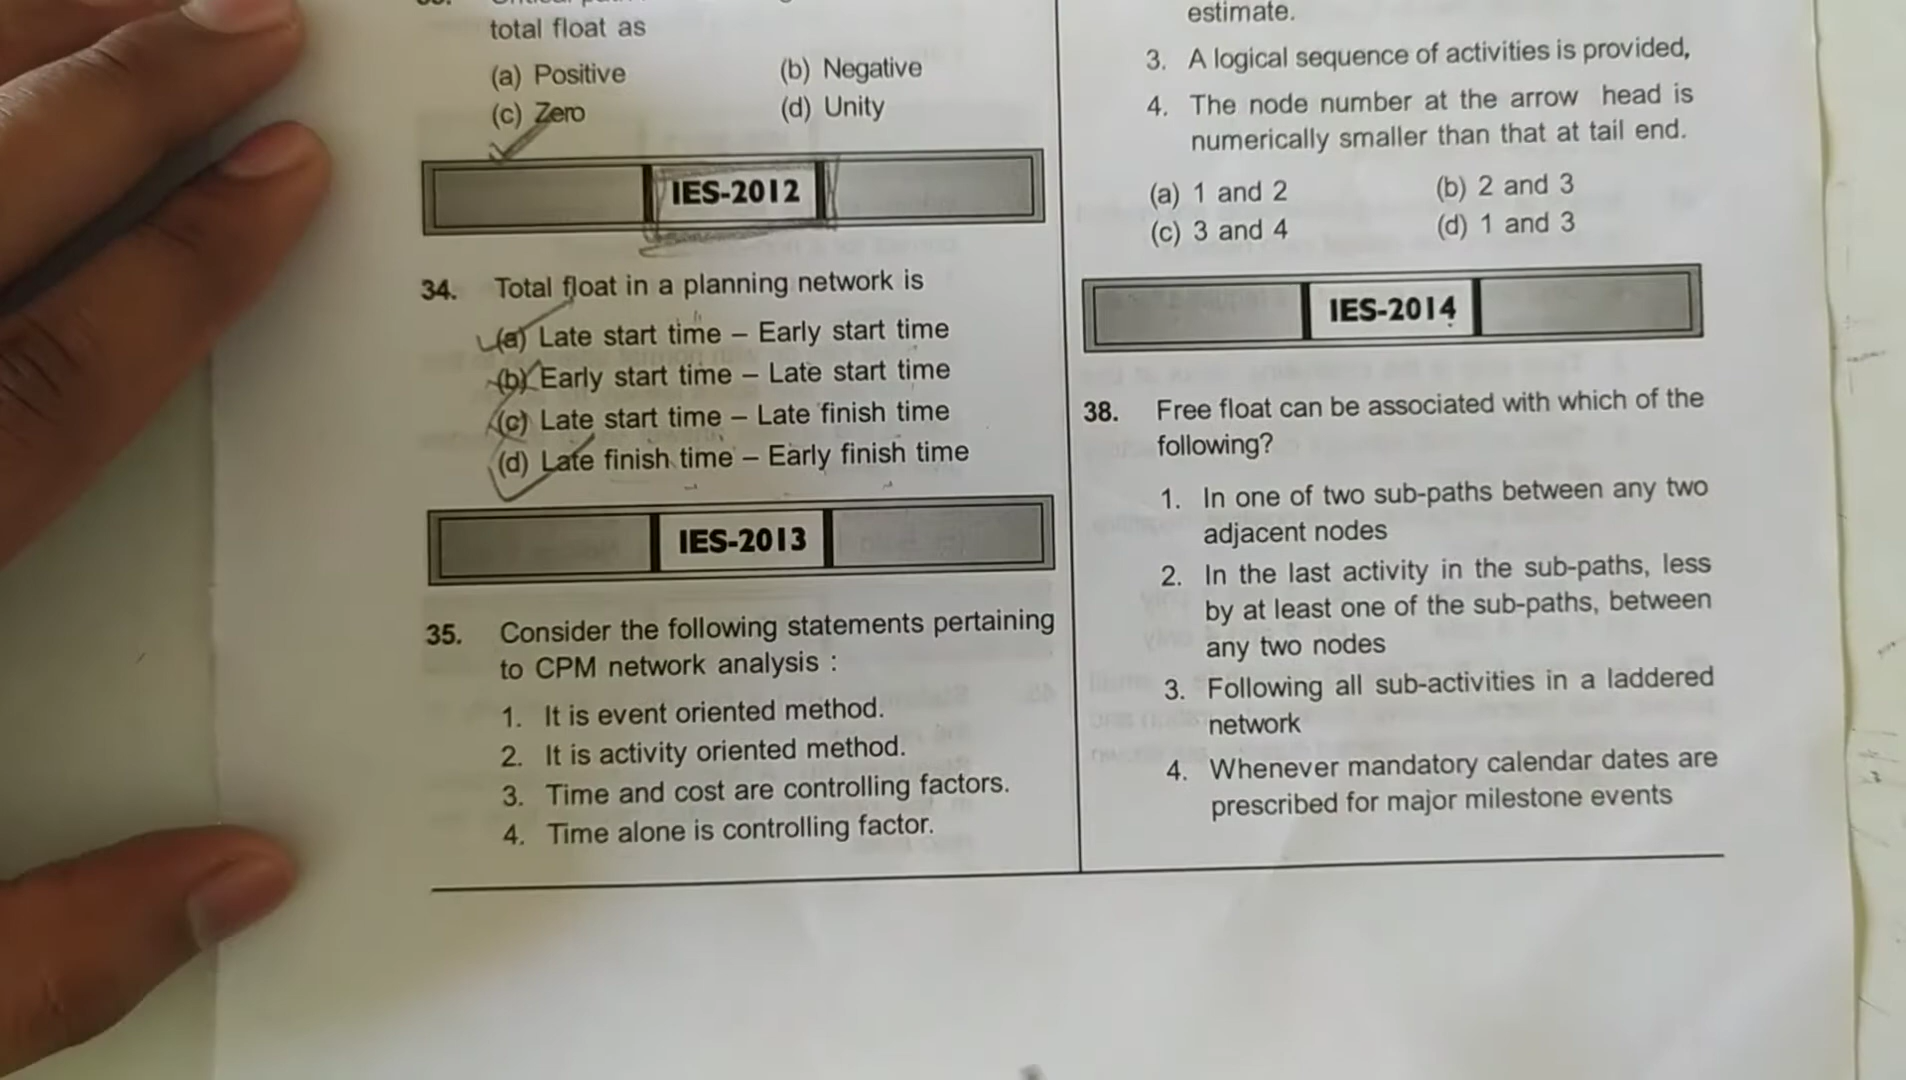 total float as
(a) Positive
(b) Negative
(c) Zero
(d) Unity
IES-2012
34. Total float in a planning network is
(a) Late start time – Early start time
(b) Early start time – Late start time
(c) Late start time – Late finish time
(d) Late finish time – Early finish time
IES-2013
35. Consider the following statements pertaining
to CPM network analysis :
1. It is event oriented method.
2. It is activity oriented method.
3. Time and cost are controlling factors.
4. Time alone is controlling factor.
estimate.
3. A logical sequence of activities is provided,
4. The node number at the arrow head is
numerically smaller than that at tail end.
(a) 1 and 2
(b) 2 and 3
(c) 3 and 4
(d) 1 and 3
IES-2014
38. Free float can be associated with which of the
following?
1. In one of two sub-paths between any two
adjacent nodes
2. In the last activity in the sub-paths, less
by at least one of the sub-paths, between
any two nodes
3. Following all sub-activities in a laddered
network
4. Whenever mandatory calendar dates are
prescribed for major milestone events